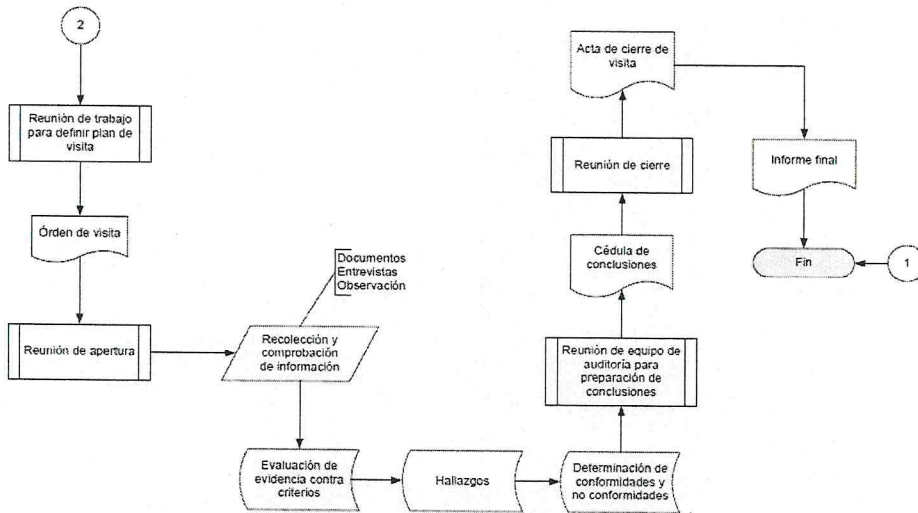 2
Reunión de trabajo
para definir plan de
visita
Órden de visita
Reunión de apertura
Documentos
Entrevistas
Observación
Recolección y
comprobación
de información
Evaluación de
evidencia contra
criterios
Hallazgos
Determinación de
conformidades y
no conformidades
Reunión de equipo de
auditoría para
preparación de
conclusiones
Cédula de
conclusiones
Reunión de cierre
Acta de cierre de
visita
Informe final
Fin
1